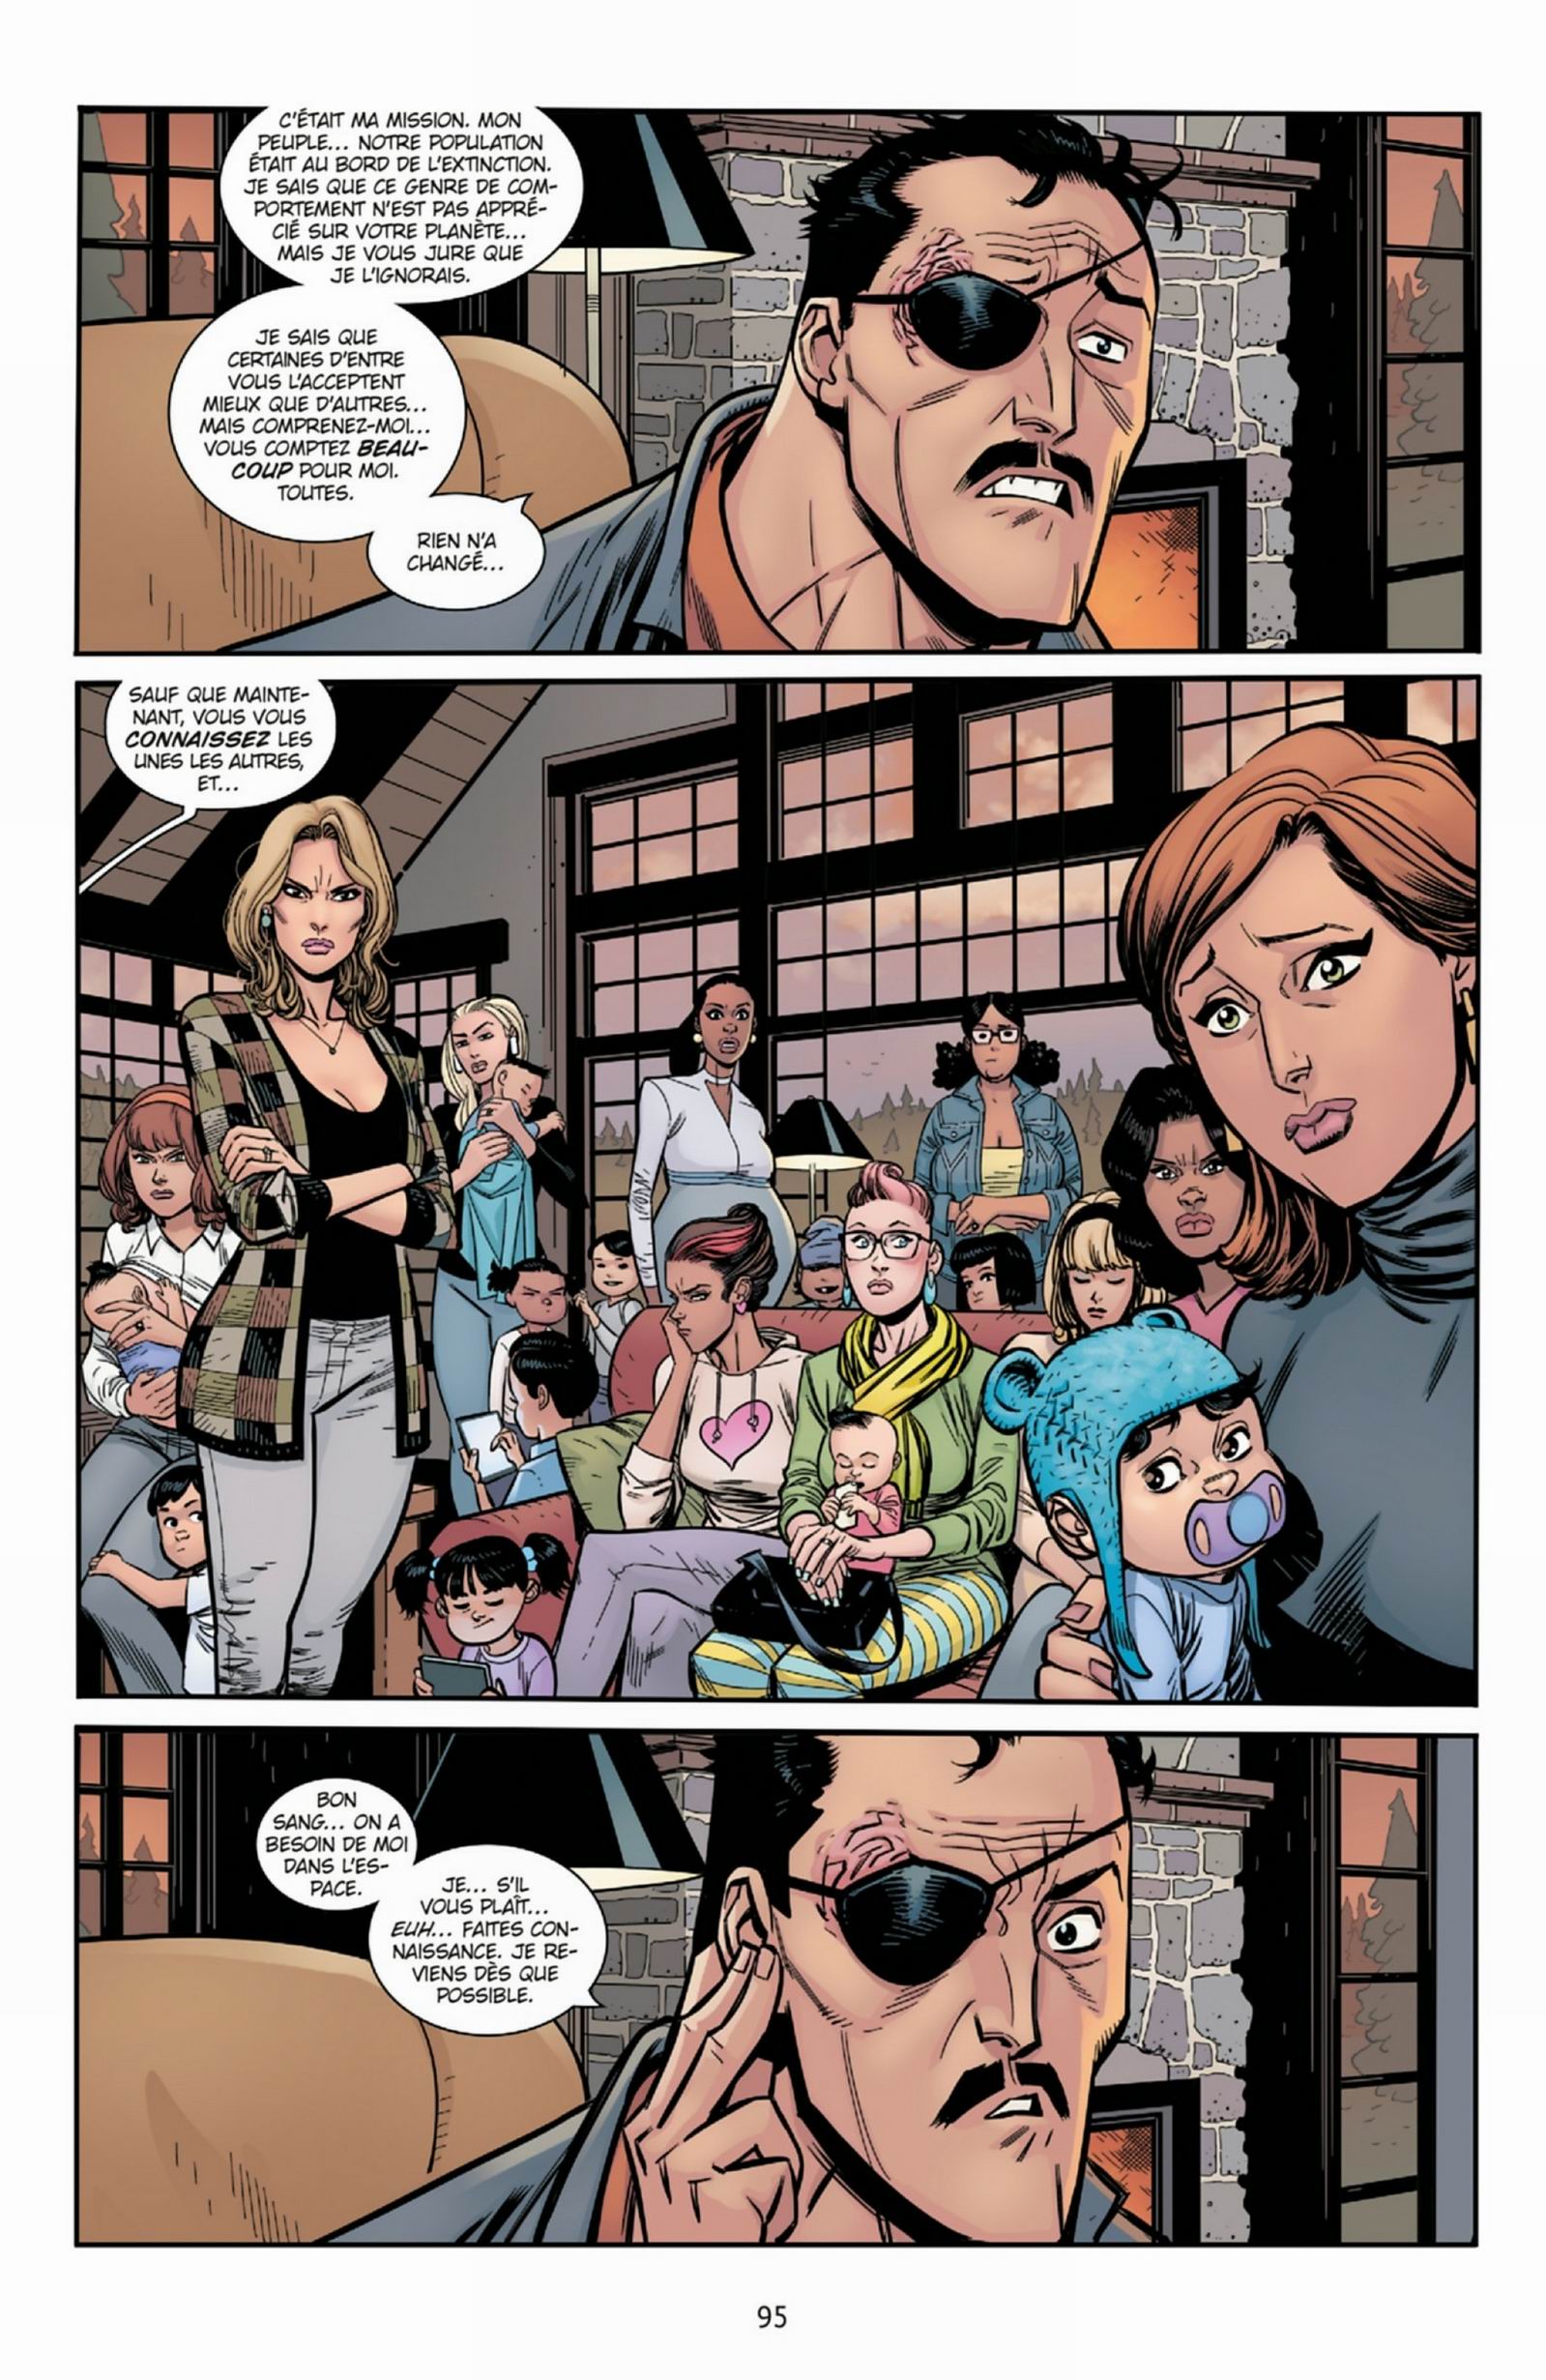 C'ÉTAIT MA MISSION. MON
PEUPLE... NOTRE POPULATION
ÉTAIT AU BORD DE L'EXTINCTION.
JE SAIS QUE CE GENRE DE COM-
PORTEMENT N'EST PAS APPRÉ-
CIÉ SUR VOTRE PLANÈTE...
MAIS JE VOUS JURE QUE
JE L'IGNORAIS.
JE SAIS QUE
CERTAINES D'ENTRE
VOUS L'ACCEPTENT
MIEUX QUE D'AUTRES...
MAIS COMPRENEZ-MOI...
VOUS COMPTEZ BEAU-
COUP POUR MOI.
TOUTES.
RIEN N'A
CHANGÉ...
SAUF QUE MAINTE-
NANT, VOUS VOUS
CONNAISSEZ LES
UNES LES AUTRES,
ET...
BON
SANG... ON A
BESOIN DE MOI
DANS L'ES-
PACE.
JE... S'IL
VOUS PLAÎT...
EUH... FAITES CON-
NAISSANCE. JE RE-
VIENS DÈS QUE
POSSIBLE.
95